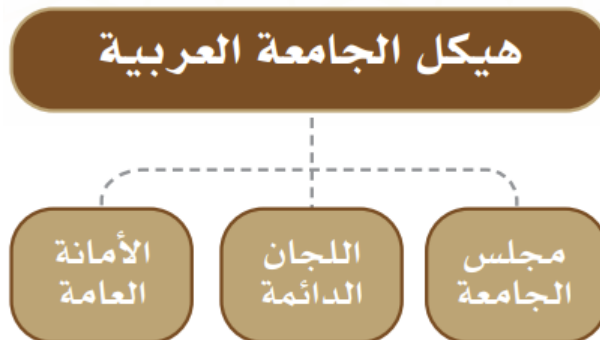 هيكل الجامعة العربية
مجلس
الجامعة
اللجان
الدائمة
الأمانة
العامة